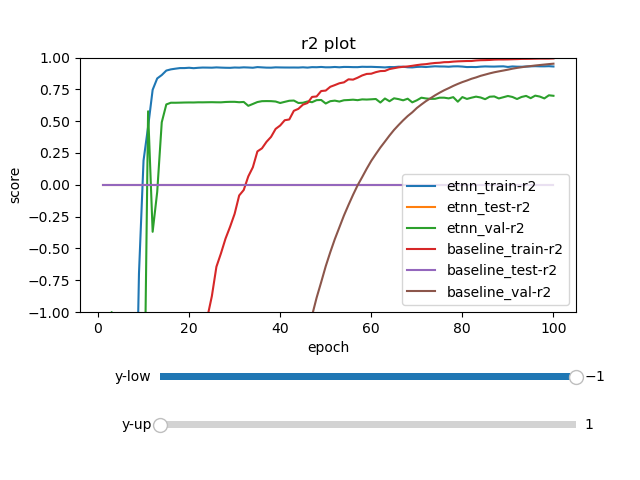 r2 plot
1.00
0.75
0.50
0.25
0.00
−0.25
−0.50
−0.75
−1.00
score
0 20 40 60 80 100
epoch
etnn_train-r2
etnn_test-r2
etnn_val-r2
baseline_train-r2
baseline_test-r2
baseline_val-r2
y-low −1
y-up 1